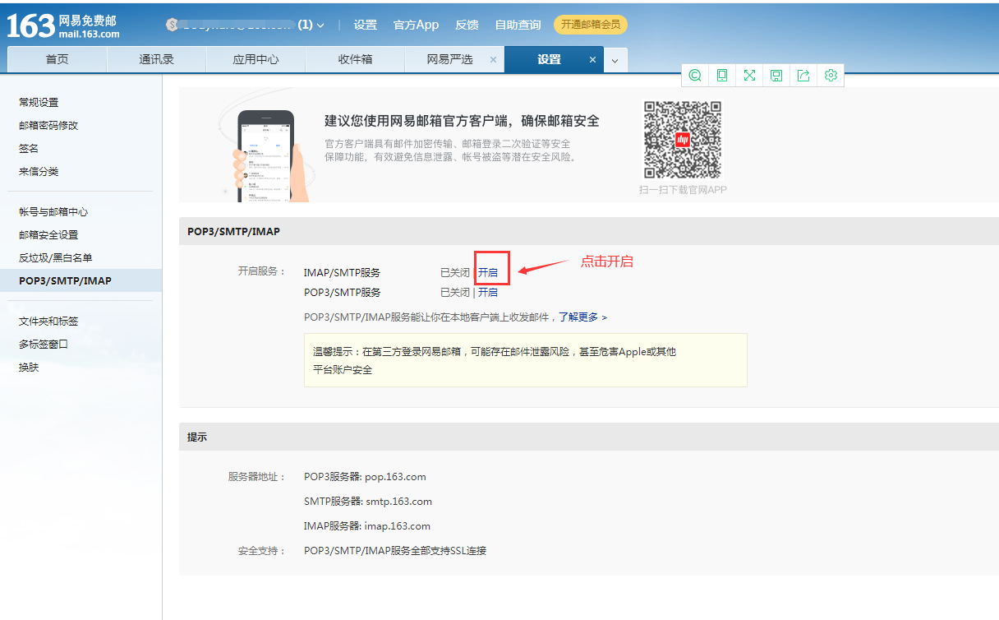 163 网易免费邮
mail.163.com
(1)
设置 官方App 反馈 自助查询 开通邮箱会员
首页 通讯录 应用中心 收件箱 网易严选 × 设置 ×
常规设置
邮箱密码修改
签名
来信分类
帐号与邮箱中心
邮箱安全设置
反垃圾/黑白名单
POP3/SMTP/IMAP
文件夹和标签
多标签窗口
换肤
建议您使用网易邮箱官方客户端，确保邮箱安全
官方客户端具有邮件加密传输、邮箱登录二次验证等安全
保障功能，有效避免信息泄露、帐号被盗等潜在安全风险。
扫一扫下载官网APP
POP3/SMTP/IMAP
开启服务： IMAP/SMTP服务 已关闭 | 开启
点击开启
POP3/SMTP服务 已关闭 | 开启
POP3/SMTP/IMAP服务能让你在本地客户端上收发邮件，了解更多 >
温馨提示：在第三方登录网易邮箱，可能存在邮件泄露风险，甚至危害Apple或其他
平台账户安全
提示
服务器地址： POP3服务器: pop.163.com
SMTP服务器: smtp.163.com
IMAP服务器: imap.163.com
安全支持： POP3/SMTP/IMAP服务全部支持SSL连接